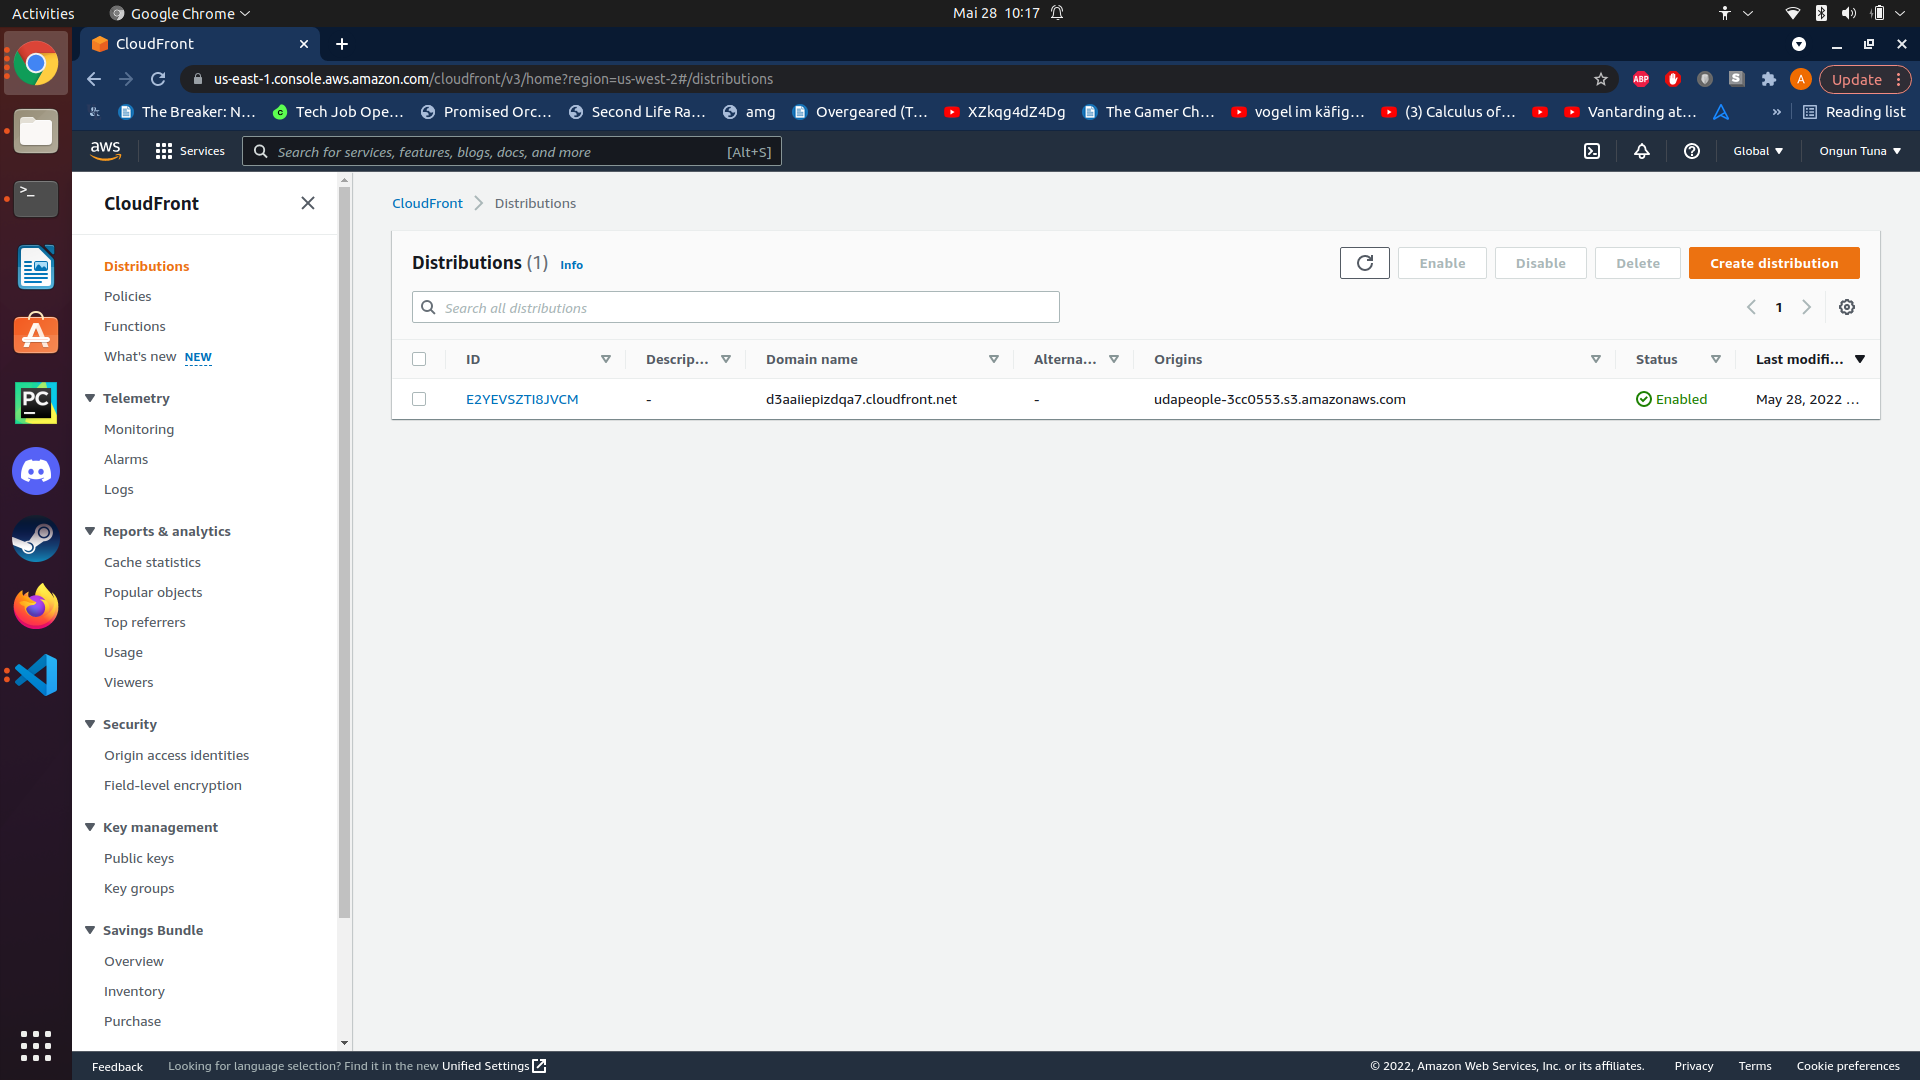 Activities
Google Chrome
Mai 28 10:17
CloudFront
us-east-1.console.aws.amazon.com/cloudfront/v3/home?region=us-west-2#/distributions
ABP
S
A
Update
The Breaker: N...
Tech Job Ope...
Promised Orc...
Second Life Ra...
amg
Overgeared (T...
XZkqg4dZ4Dg
The Gamer Ch...
vogel im käfig...
(3) Calculus of...
Vantarding at...
»
Reading list
aws
Services
Search for services, features, blogs, docs, and more
[Alt+S]
Global
Ongun Tuna
CloudFront
Distributions
Policies
Functions
What's new NEW
Telemetry
Monitoring
Alarms
Logs
Reports & analytics
Cache statistics
Popular objects
Top referrers
Usage
Viewers
Security
Origin access identities
Field-level encryption
Key management
Public keys
Key groups
Savings Bundle
Overview
Inventory
Purchase
CloudFront
Distributions
Distributions (1) Info
Enable
Disable
Delete
Create distribution
Search all distributions
1
ID
Descrip...
Domain name
Alterna...
Origins
Status
Last modifi...
E2YEVSZTI8JVCM
-
d3aaiiepizdqa7.cloudfront.net
-
udapeople-3cc0553.s3.amazonaws.com
Enabled
May 28, 2022 ...
PC
>_
Feedback
Looking for language selection? Find it in the new Unified Settings
© 2022, Amazon Web Services, Inc. or its affiliates.
Privacy
Terms
Cookie preferences